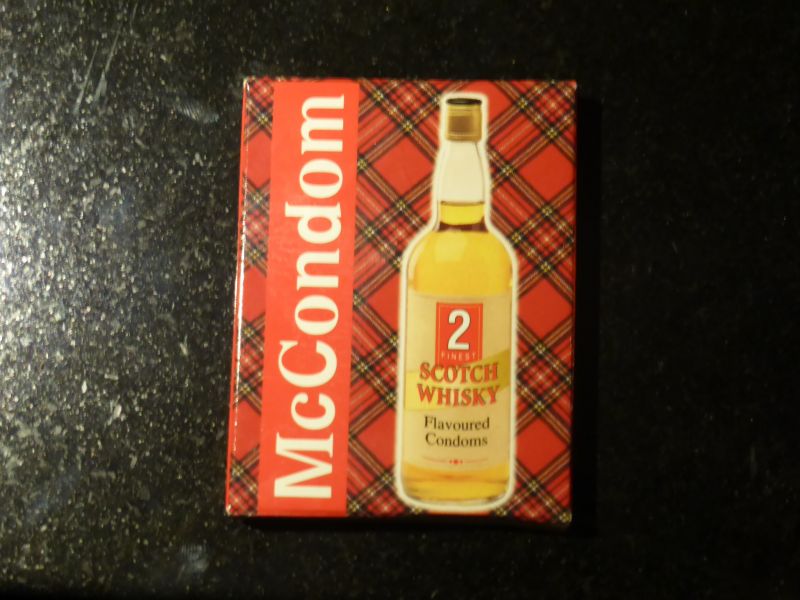 McCondom
2
FINEST
SCOTCH
WHISKY
Flavoured
Condoms